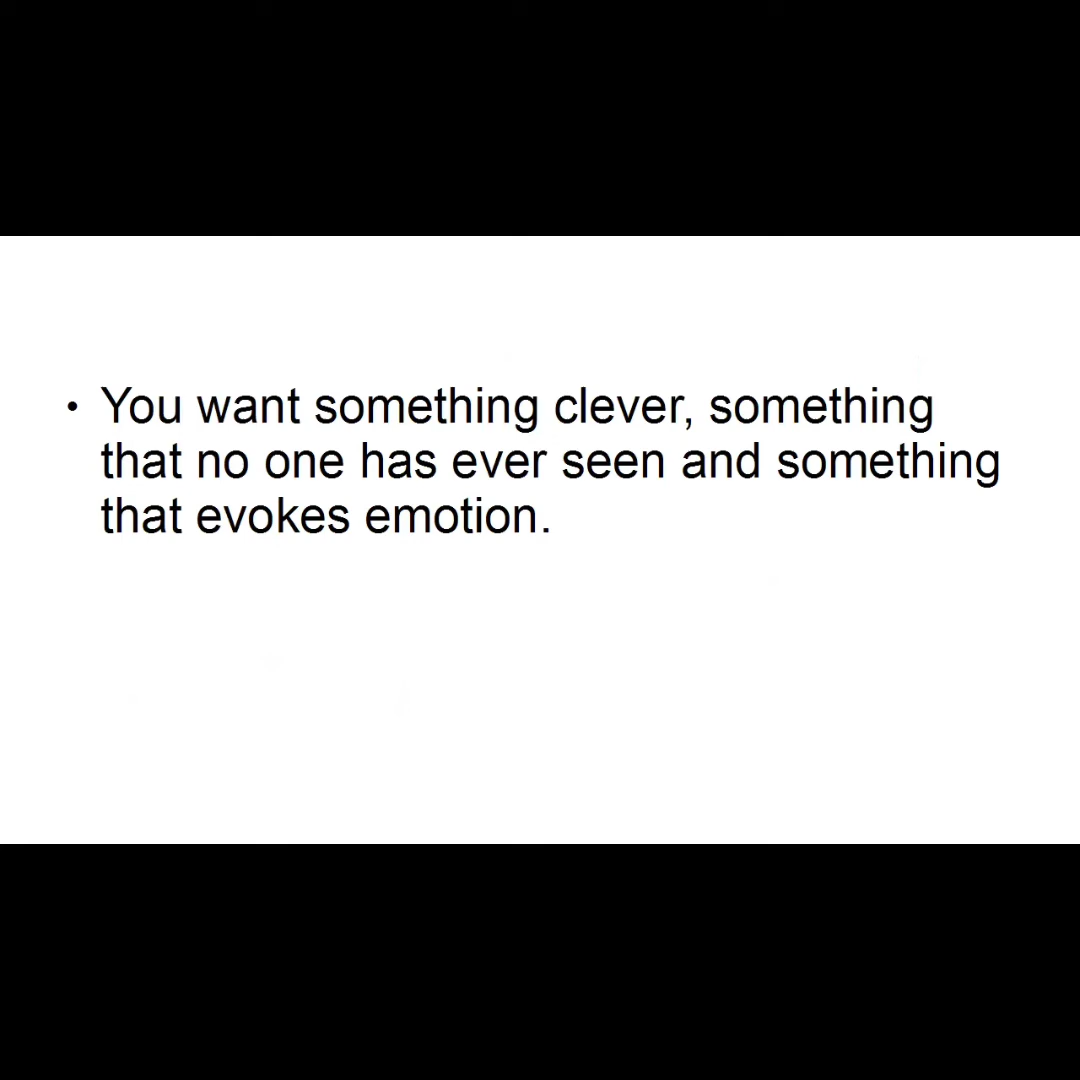 • You want something clever, something
that no one has ever seen and something
that evokes emotion.